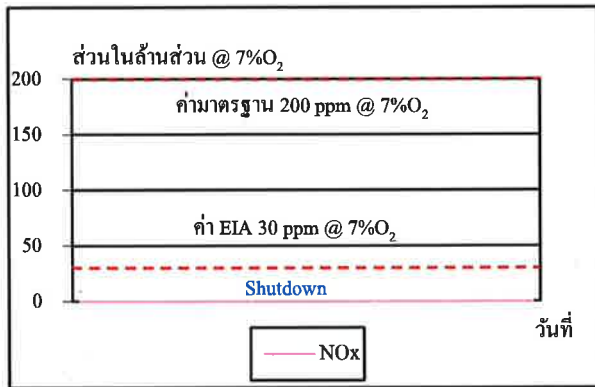 ส่วนในล้านส่วน @ 7%O₂
200
ค่ามาตรฐาน 200 ppm @ 7%O₂
150
100
ค่า EIA 30 ppm @ 7%O₂
50
Shutdown
0
วันที่
NOx